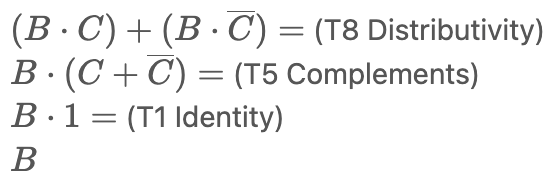 (B · C) + (B · C̅) = (T8 Distributivity)
B · (C + C̅) = (T5 Complements)
B · 1 = (T1 Identity)
B